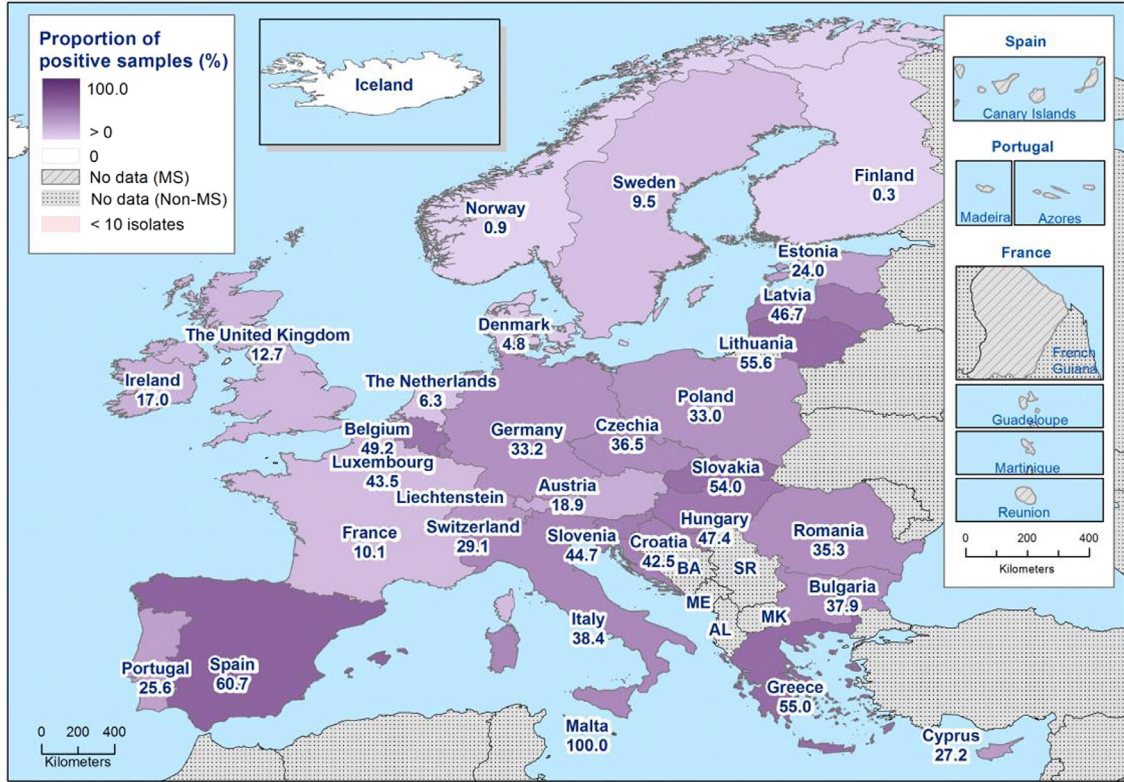 Proportion of
positive samples (%)
100.0
> 0
0
No data (MS)
No data (Non-MS)
< 10 isolates
Iceland
Spain
Canary Islands
Portugal
Madeira
Azores
France
French
Guiana
Guadeloupe
Martinique
Reunion
0 200 400
Kilometers
Finland
0.3
Sweden
9.5
Norway
0.9
Estonia
24.0
Latvia
46.7
Lithuania
55.6
Denmark
4.8
The United Kingdom
12.7
Ireland
17.0
The Netherlands
6.3
Poland
33.0
Belgium
49.2
Germany
33.2
Czechia
36.5
Luxembourg
43.5
Slovakia
54.0
Liechtenstein
Austria
18.9
France
10.1
Switzerland
29.1
Slovenia
44.7
Hungary
47.4
Croatia
42.5
Romania
35.3
BA
SR
Bulgaria
37.9
ME
MK
AL
Italy
38.4
Portugal
25.6
Spain
60.7
Greece
55.0
Malta
100.0
Cyprus
27.2
0 200 400
Kilometers